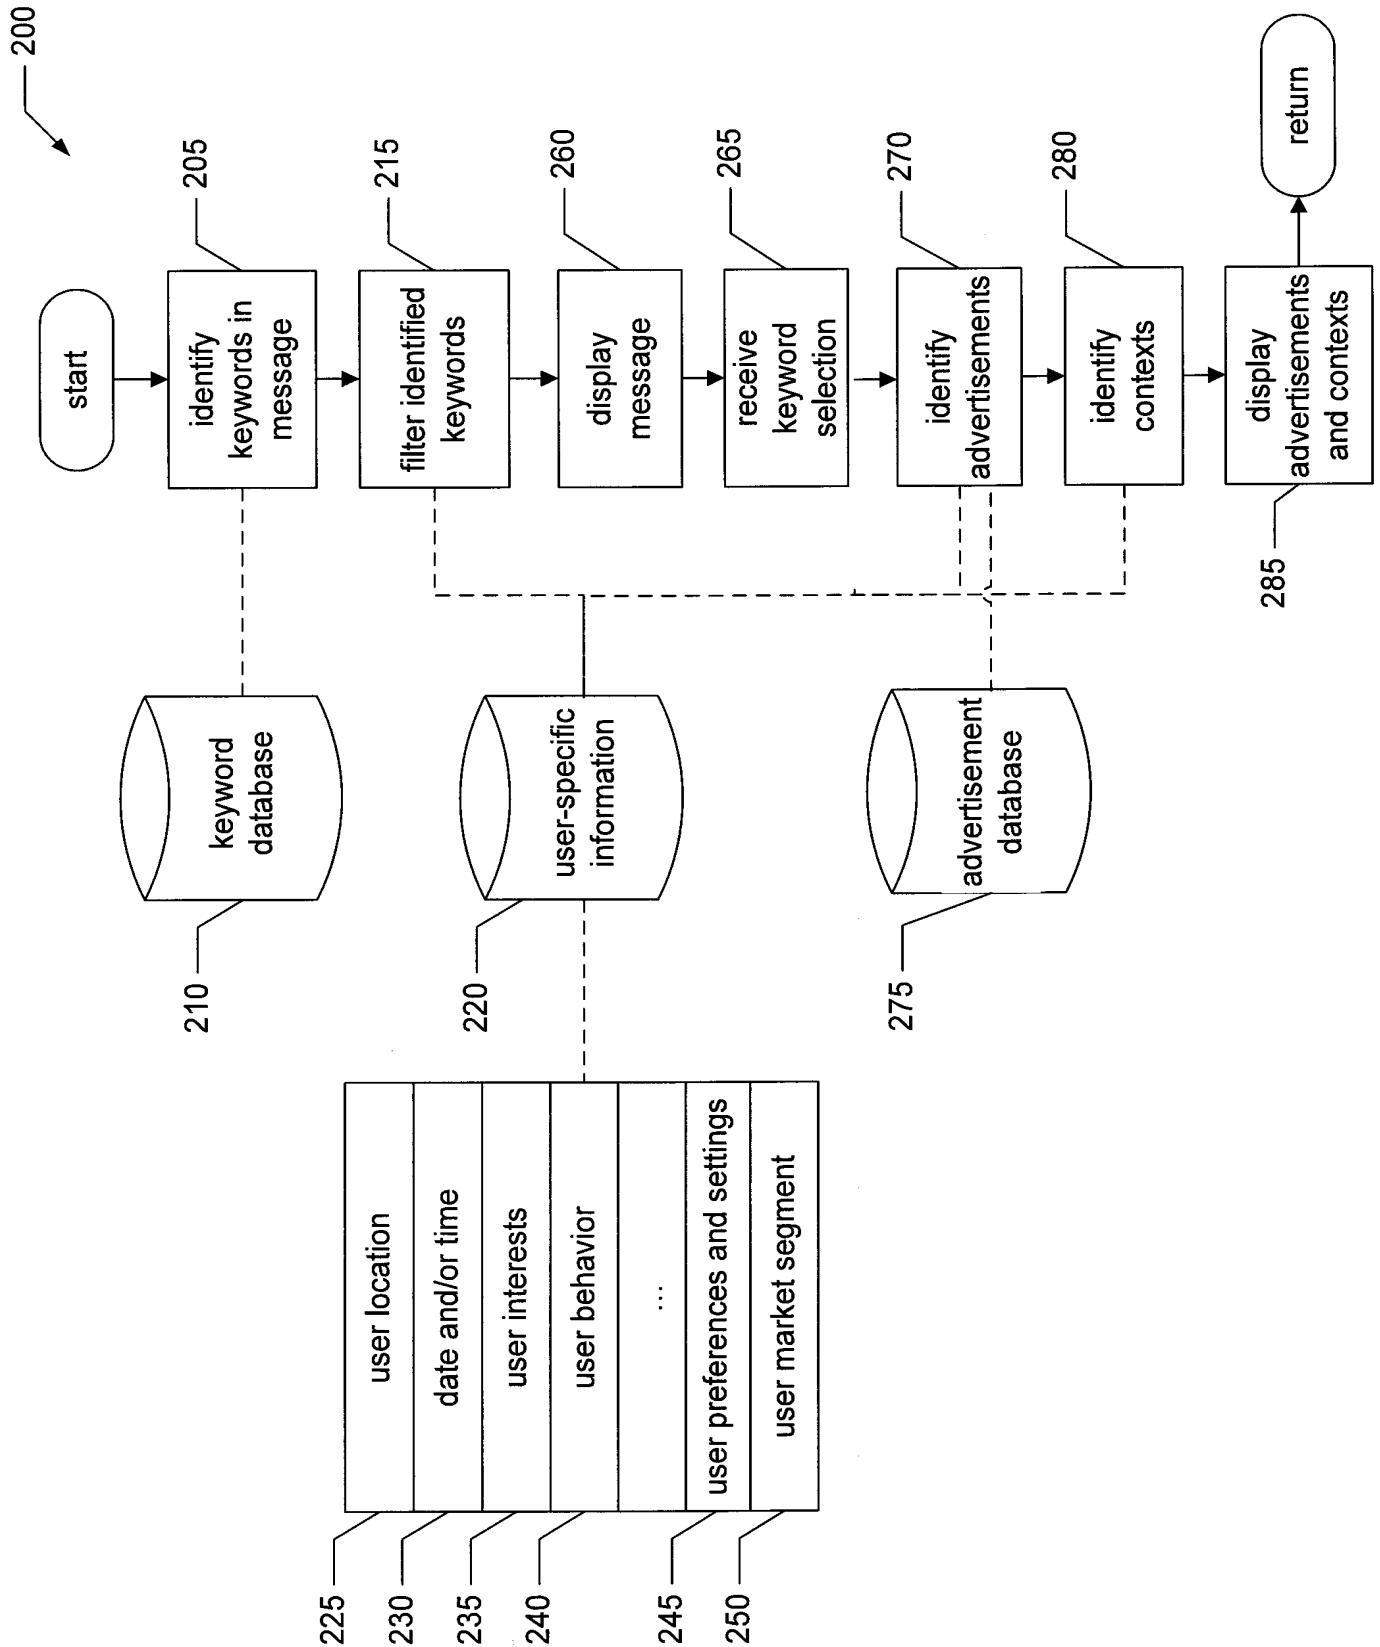 200
start
identify
keywords in
message
205
filter identified
keywords
215
display
message
260
receive
keyword
selection
265
identify
advertisements
270
identify
contexts
280
display
advertisements
and contexts
285
return
keyword
database
210
user-specific
information
220
advertisement
database
275
user location
date and/or time
user interests
user behavior
...
user preferences and settings
user market segment
225
230
235
240
245
250